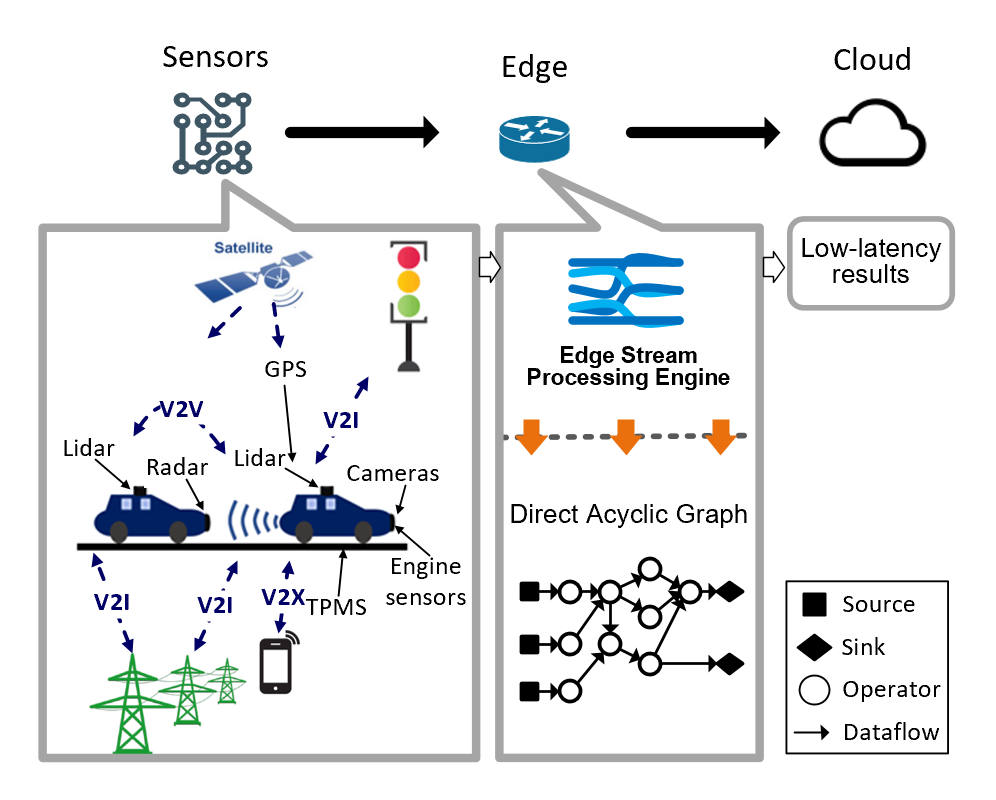 Sensors
Edge
Cloud
Satellite
GPS
V2V
V2I
Lidar
Radar
Lidar
Cameras
Engine
sensors
V2I
V2I
V2X
TPMS
Edge Stream
Processing Engine
Direct Acyclic Graph
Low-latency
results
Source
Sink
Operator
Dataflow